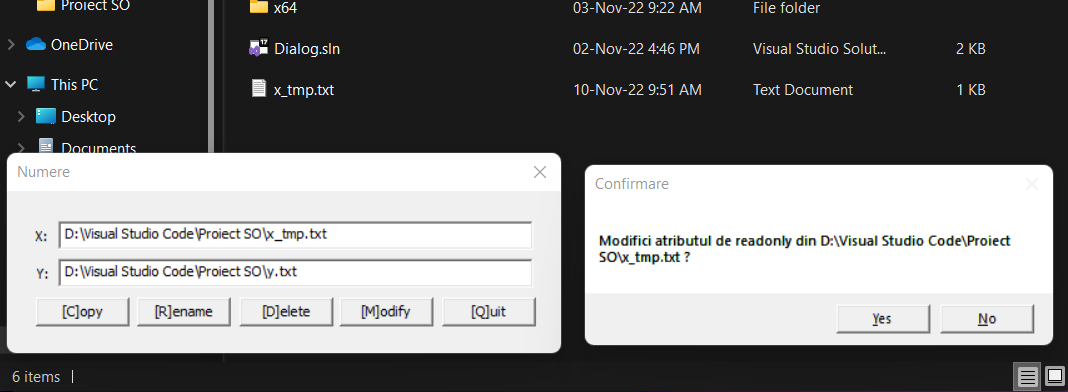 Proiect SO
x64 03-Nov-22 9:22 AM File folder
OneDrive
Dialog.sln 02-Nov-22 4:46 PM Visual Studio Solut... 2 KB
This PC
x_tmp.txt 10-Nov-22 9:51 AM Text Document 1 KB
Desktop
Documents
Numere
X: D:\Visual Studio Code\Proiect SO\x_tmp.txt
Y: D:\Visual Studio Code\Proiect SO\y.txt
[C]opy [R]ename [D]elete [M]odify [Q]uit
Confirmare
Modifici atributul de readonly din D:\Visual Studio Code\Proiect
SO\x_tmp.txt ?
Yes No
6 items